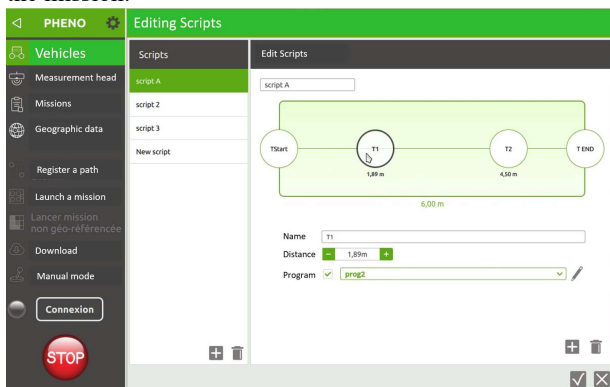 the mission.
PHENO
Editing Scripts
Vehicles
Measurement head
Missions
Geographic data
Register a path
Launch a mission
Lancer mission
non géo-référencée
Download
Manual mode
Connexion
STOP
Scripts
script A
script 2
script 3
New script
Edit Scripts
script A
TStart
T1
T2
T END
1,89 m
4,50 m
6,00 m
Name T1
Distance - 1,89m +
Program prog2